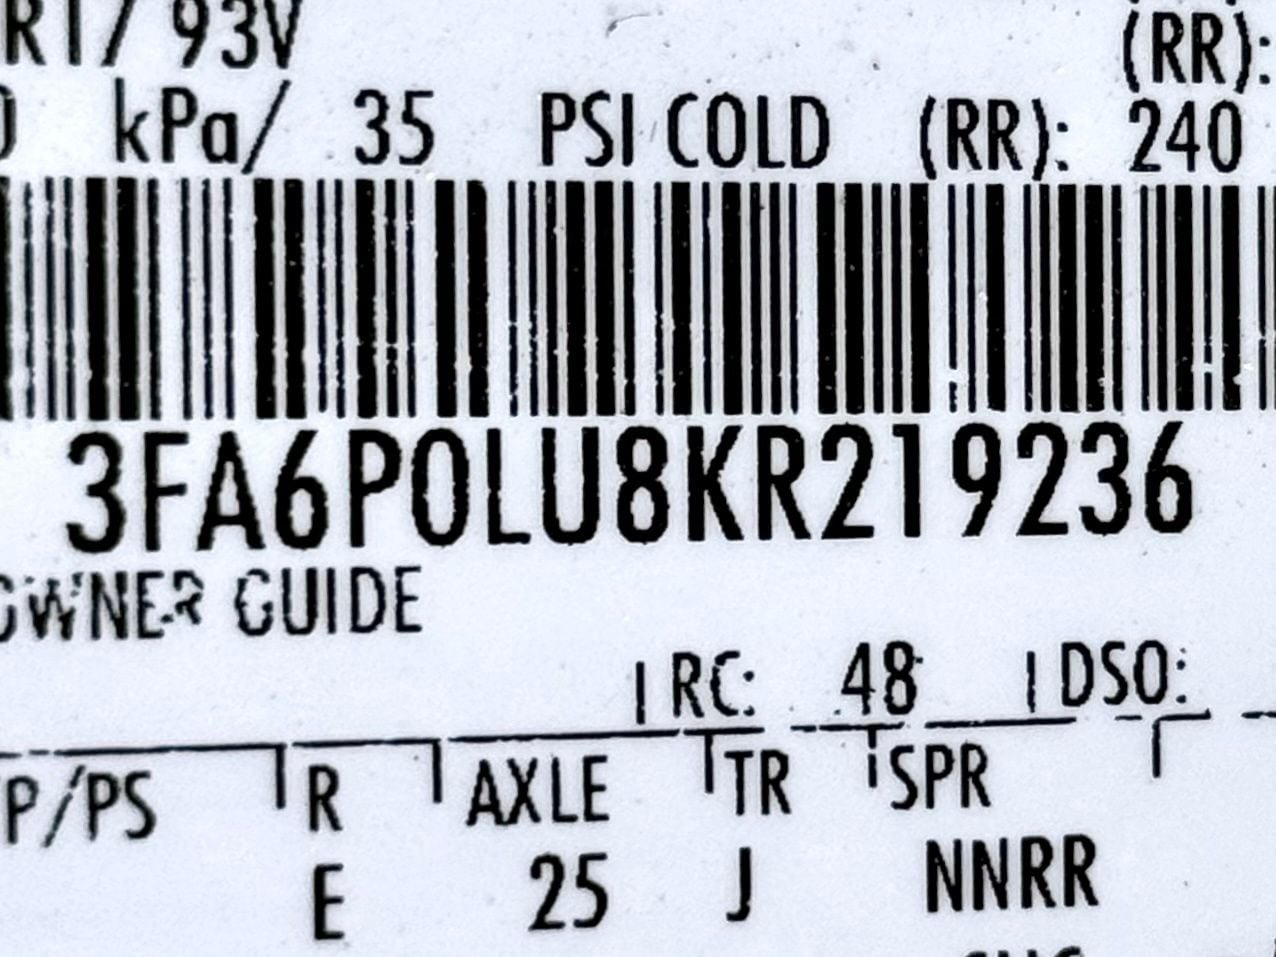 93V
(RR):
kPa/ 35 PSI COLD (RR): 240
3FA6P0LU8KR219236
OWNER GUIDE
RC: 48 DSO:
P/PS R AXLE TR SPR
E 25 J NNRR